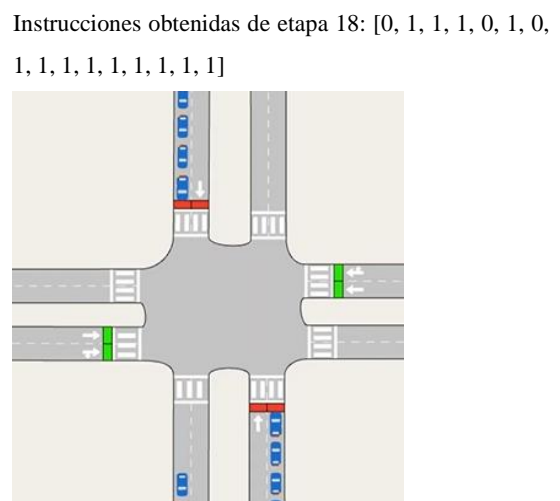 Instrucciones obtenidas de etapa 18: [0, 1, 1, 1, 0, 1, 0,
1, 1, 1, 1, 1, 1, 1, 1, 1]